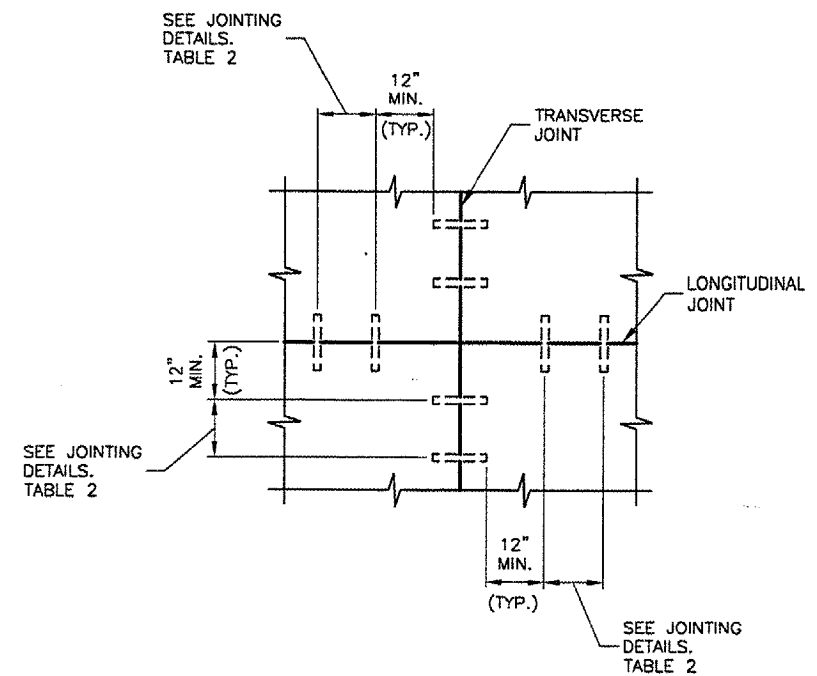 SEE JOINTING
DETAILS.
TABLE 2
12"
MIN.
(TYP.)
TRANSVERSE
JOINT
LONGITUDINAL
JOINT
12"
MIN.
(TYP.)
SEE JOINTING
DETAILS.
TABLE 2
12"
MIN.
(TYP.)
SEE JOINTING
DETAILS.
TABLE 2